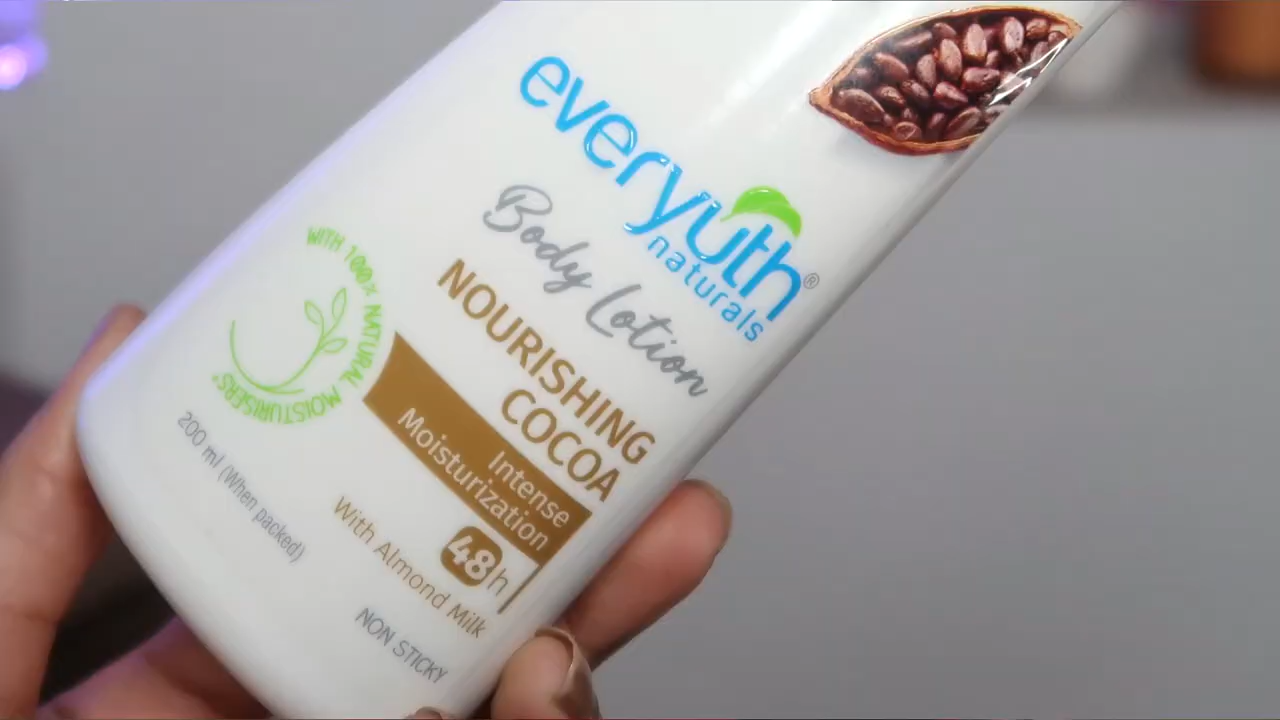 everyuth®
naturals
Body Lotion
NOURISHING
COCOA
Intense
Moisturization
48h
With Almond Milk
NON STICKY
WITH 100% NATURAL MOISTURISERS*
200 ml (When packed)